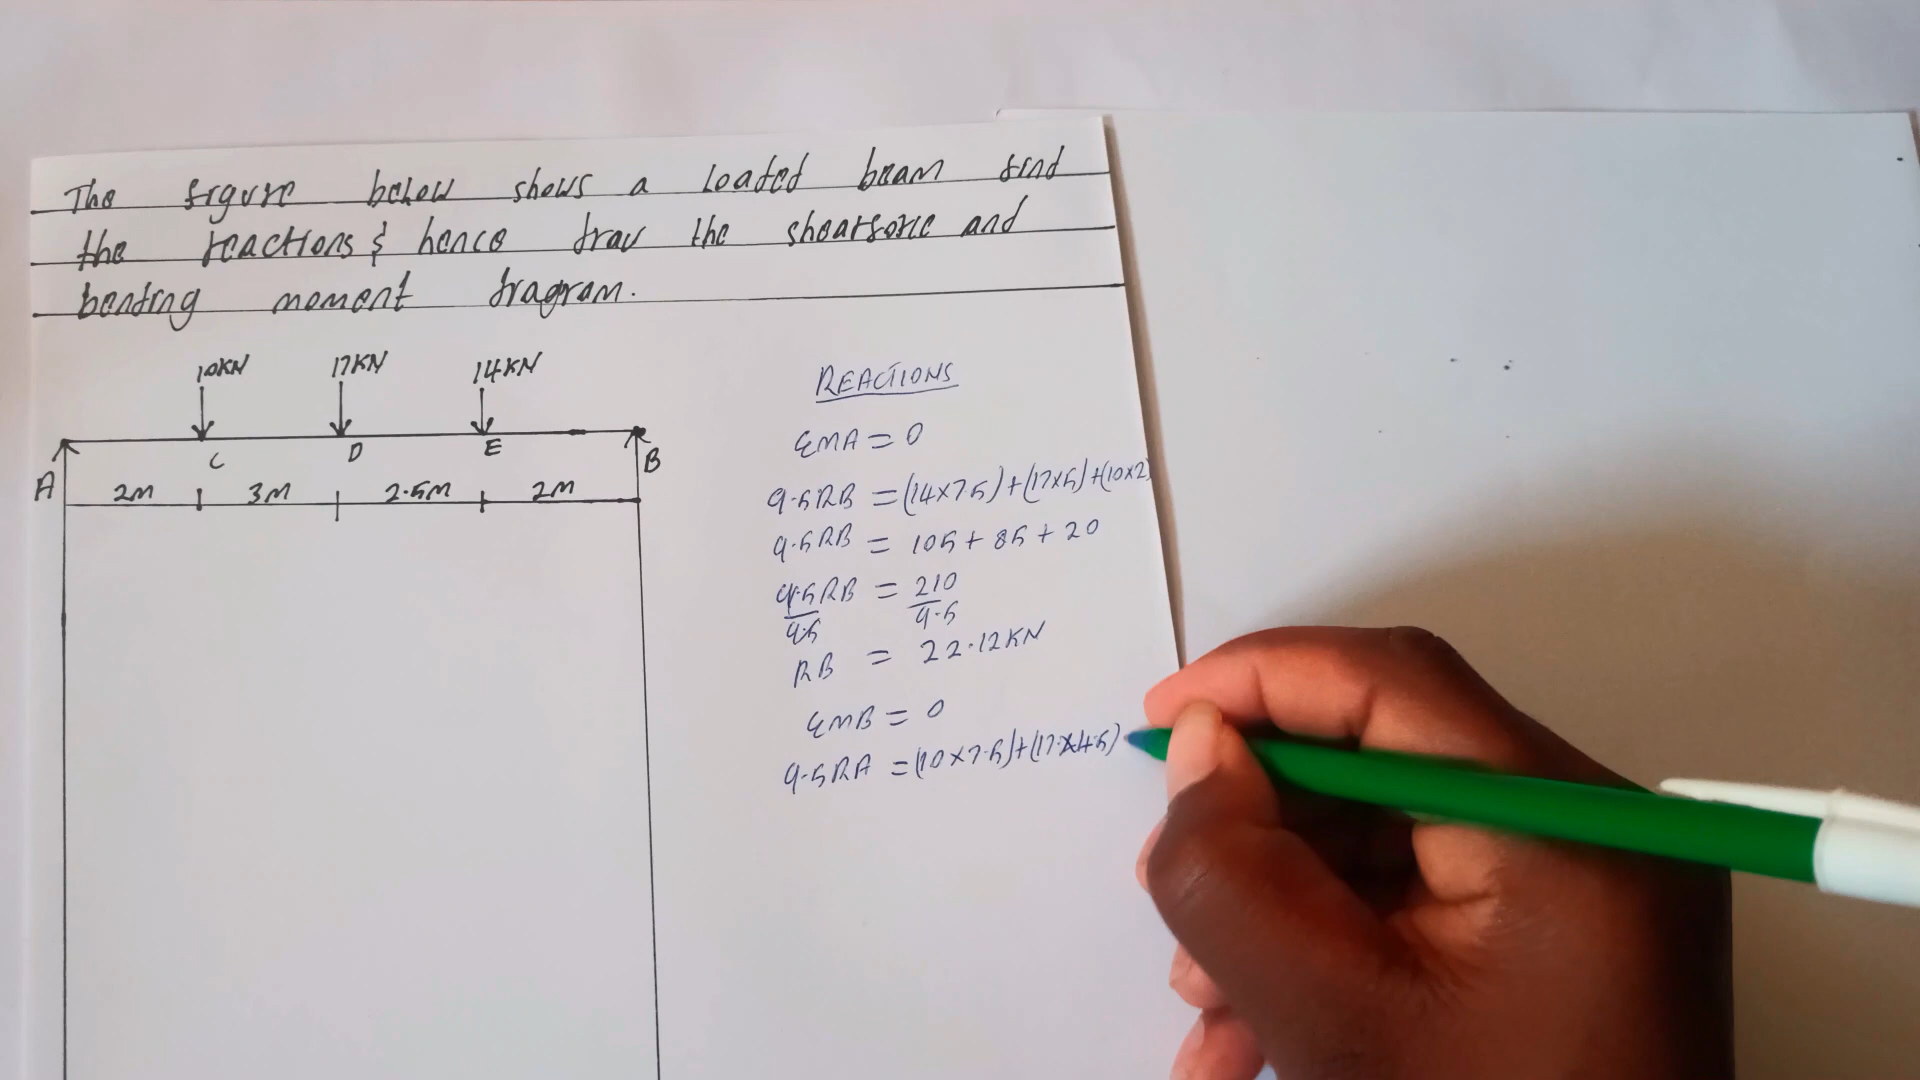 The figure below shows a loaded beam find
the reactions & hence draw the shearforce and
bending moment diagram.
10KN 17KN 14KN
A C D E B
2M 3M 2.5M 2M
REACTIONS
ΣMA = 0
9.5RB = (14×7.5)+(17×5)+(10×2)
9.5RB = 105 + 85 + 20
9.5RB = 210
9.5 9.5
RB = 22.12KN
ΣMB = 0
9.5RA = (10×7.5)+(17×4.5)